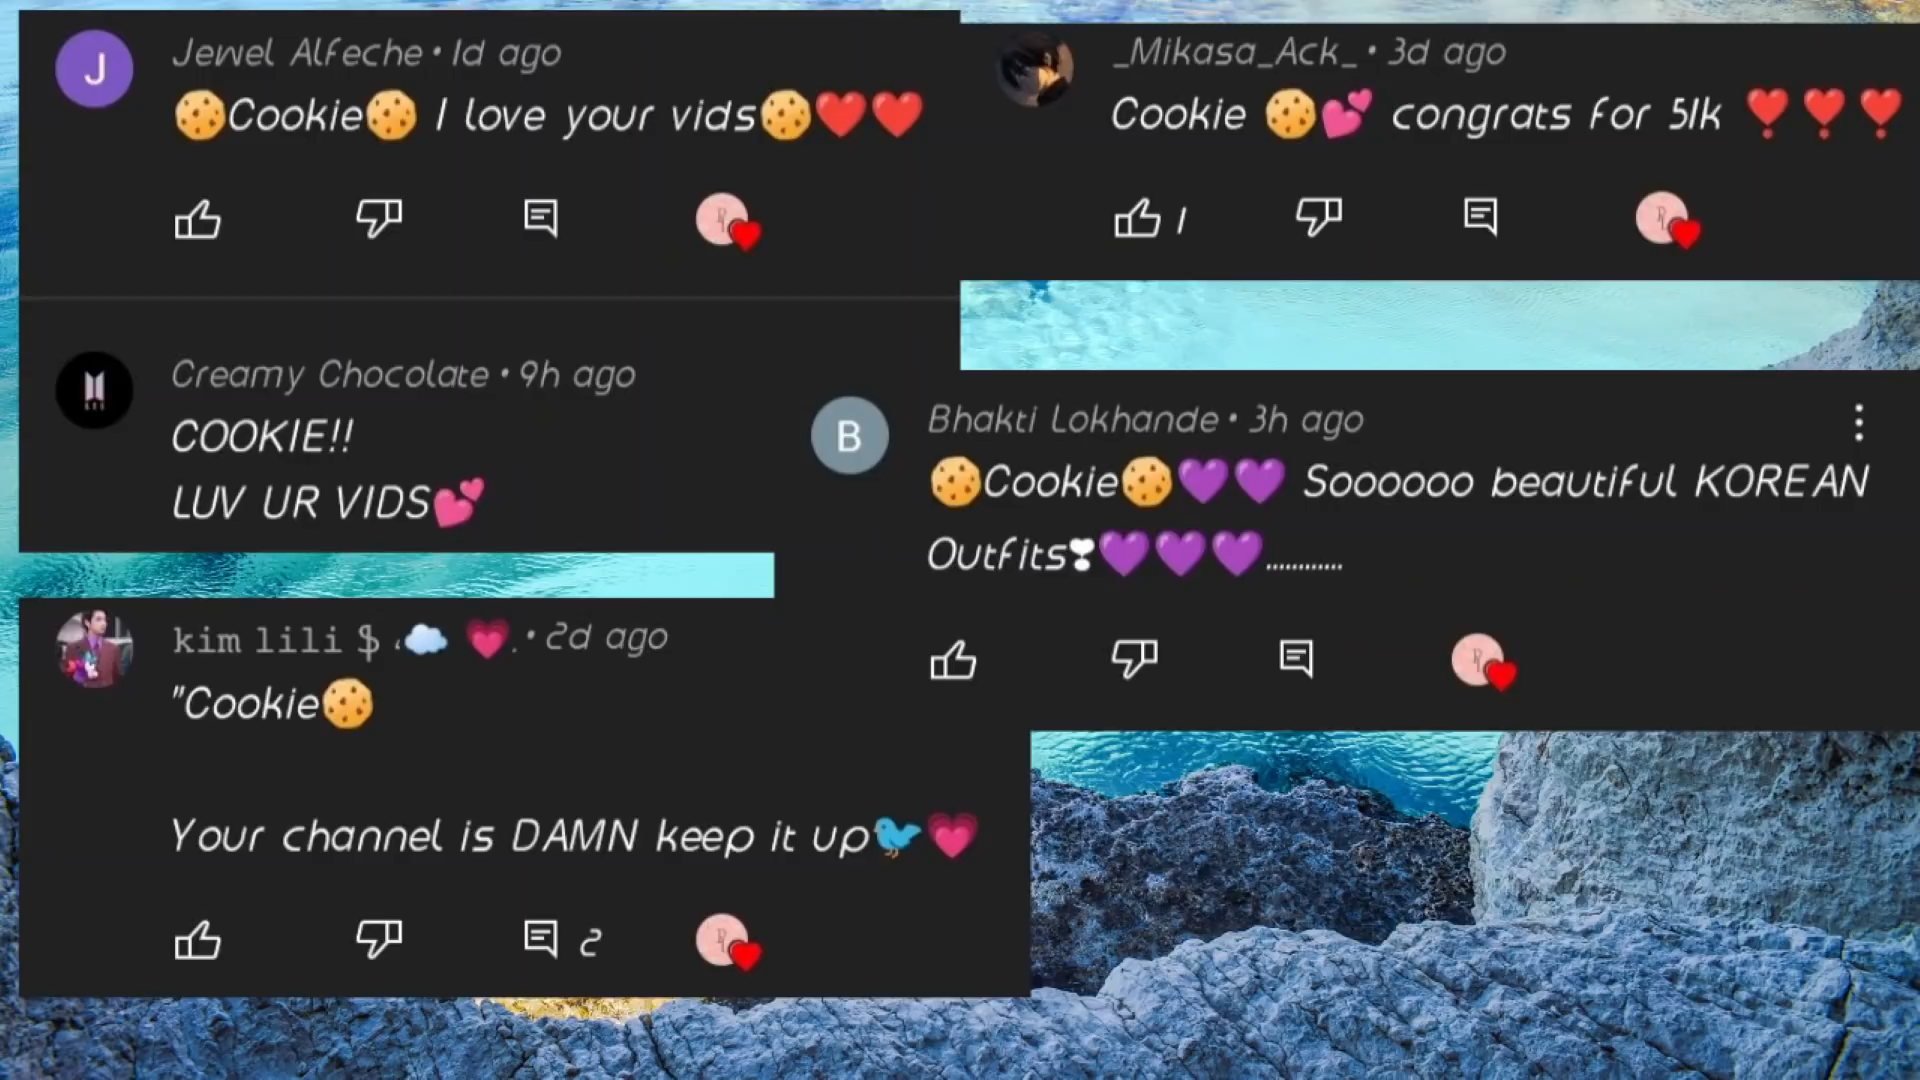 J
Jewel Alfeche • 1d ago
🍪Cookie🍪 I love your vids🍪❤️❤️
_Mikasa_Ack_ • 3d ago
Cookie 🍪💕 congrats for 51k ❣️❣️❣️
1
Creamy Chocolate • 9h ago
COOKIE!!
LUV UR VIDS💕
B
Bhakti Lokhande • 3h ago
🍪Cookie🍪💜💜 Soooooo beautiful KOREAN
Outfits❣💜💜💜............
kim lili $ ،☁️ 💗. • 2d ago
"Cookie🍪
Your channel is DAMN keep it up🐦💗
2